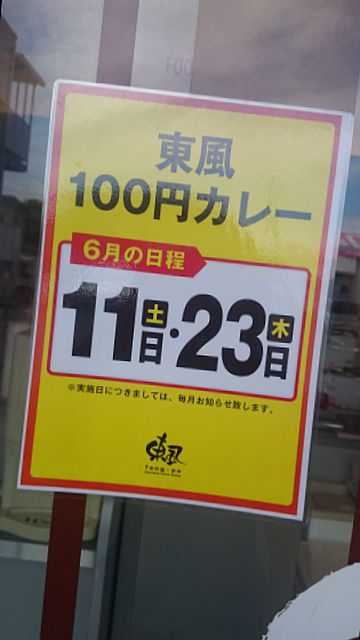 東風
100円カレー
6月の日程
11土日・23木日
※実施日につきましては、毎月お知らせ致します。
東風